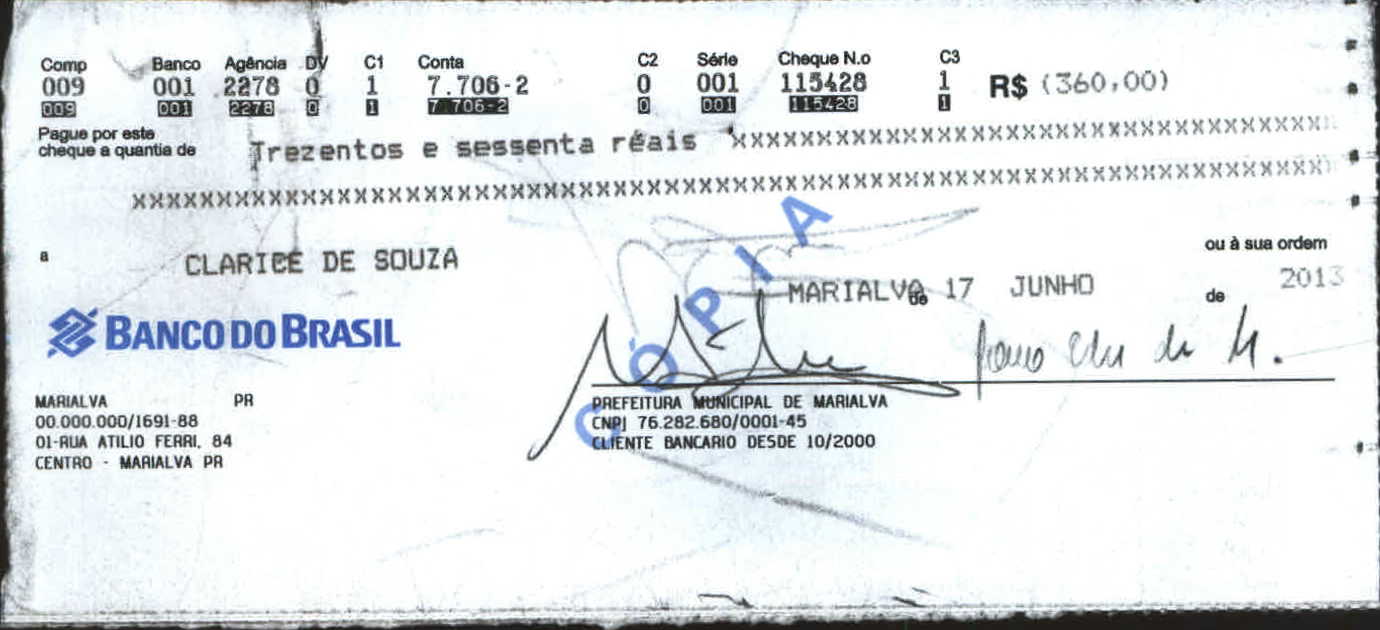 Comp Banco Agência DV C1 Conta C2 Série Cheque N.o C3
009 001 2278 0 1 7.706-2 0 001 115428 1 R$ (360,00)
009 001 2278 0 1 7 706-2 0 001 115428 1
Pague por este
cheque a quantia de Trezentos e sessenta réais xxxxxxxxxxxxxxxxxxxxxxxxxxxxxxxxxxxx
xxxxxxxxxxxxxxxxxxxxxxxxxxxxxxxxxxxxxxxxxxxxxxxxxxxxxxxxxxxxxxxxxxxxxxx
ou à sua ordem
a CLARICE DE SOUZA
MARIALVA de 17 JUNHO de 2013
CÓPIA
BANCO DO BRASIL
MARIALVA PR
00.000.000/1691-88
01-RUA ATILIO FERRI, 84
CENTRO - MARIALVA PR
PREFEITURA MUNICIPAL DE MARIALVA
CNPJ 76.282.680/0001-45
CLIENTE BANCARIO DESDE 10/2000